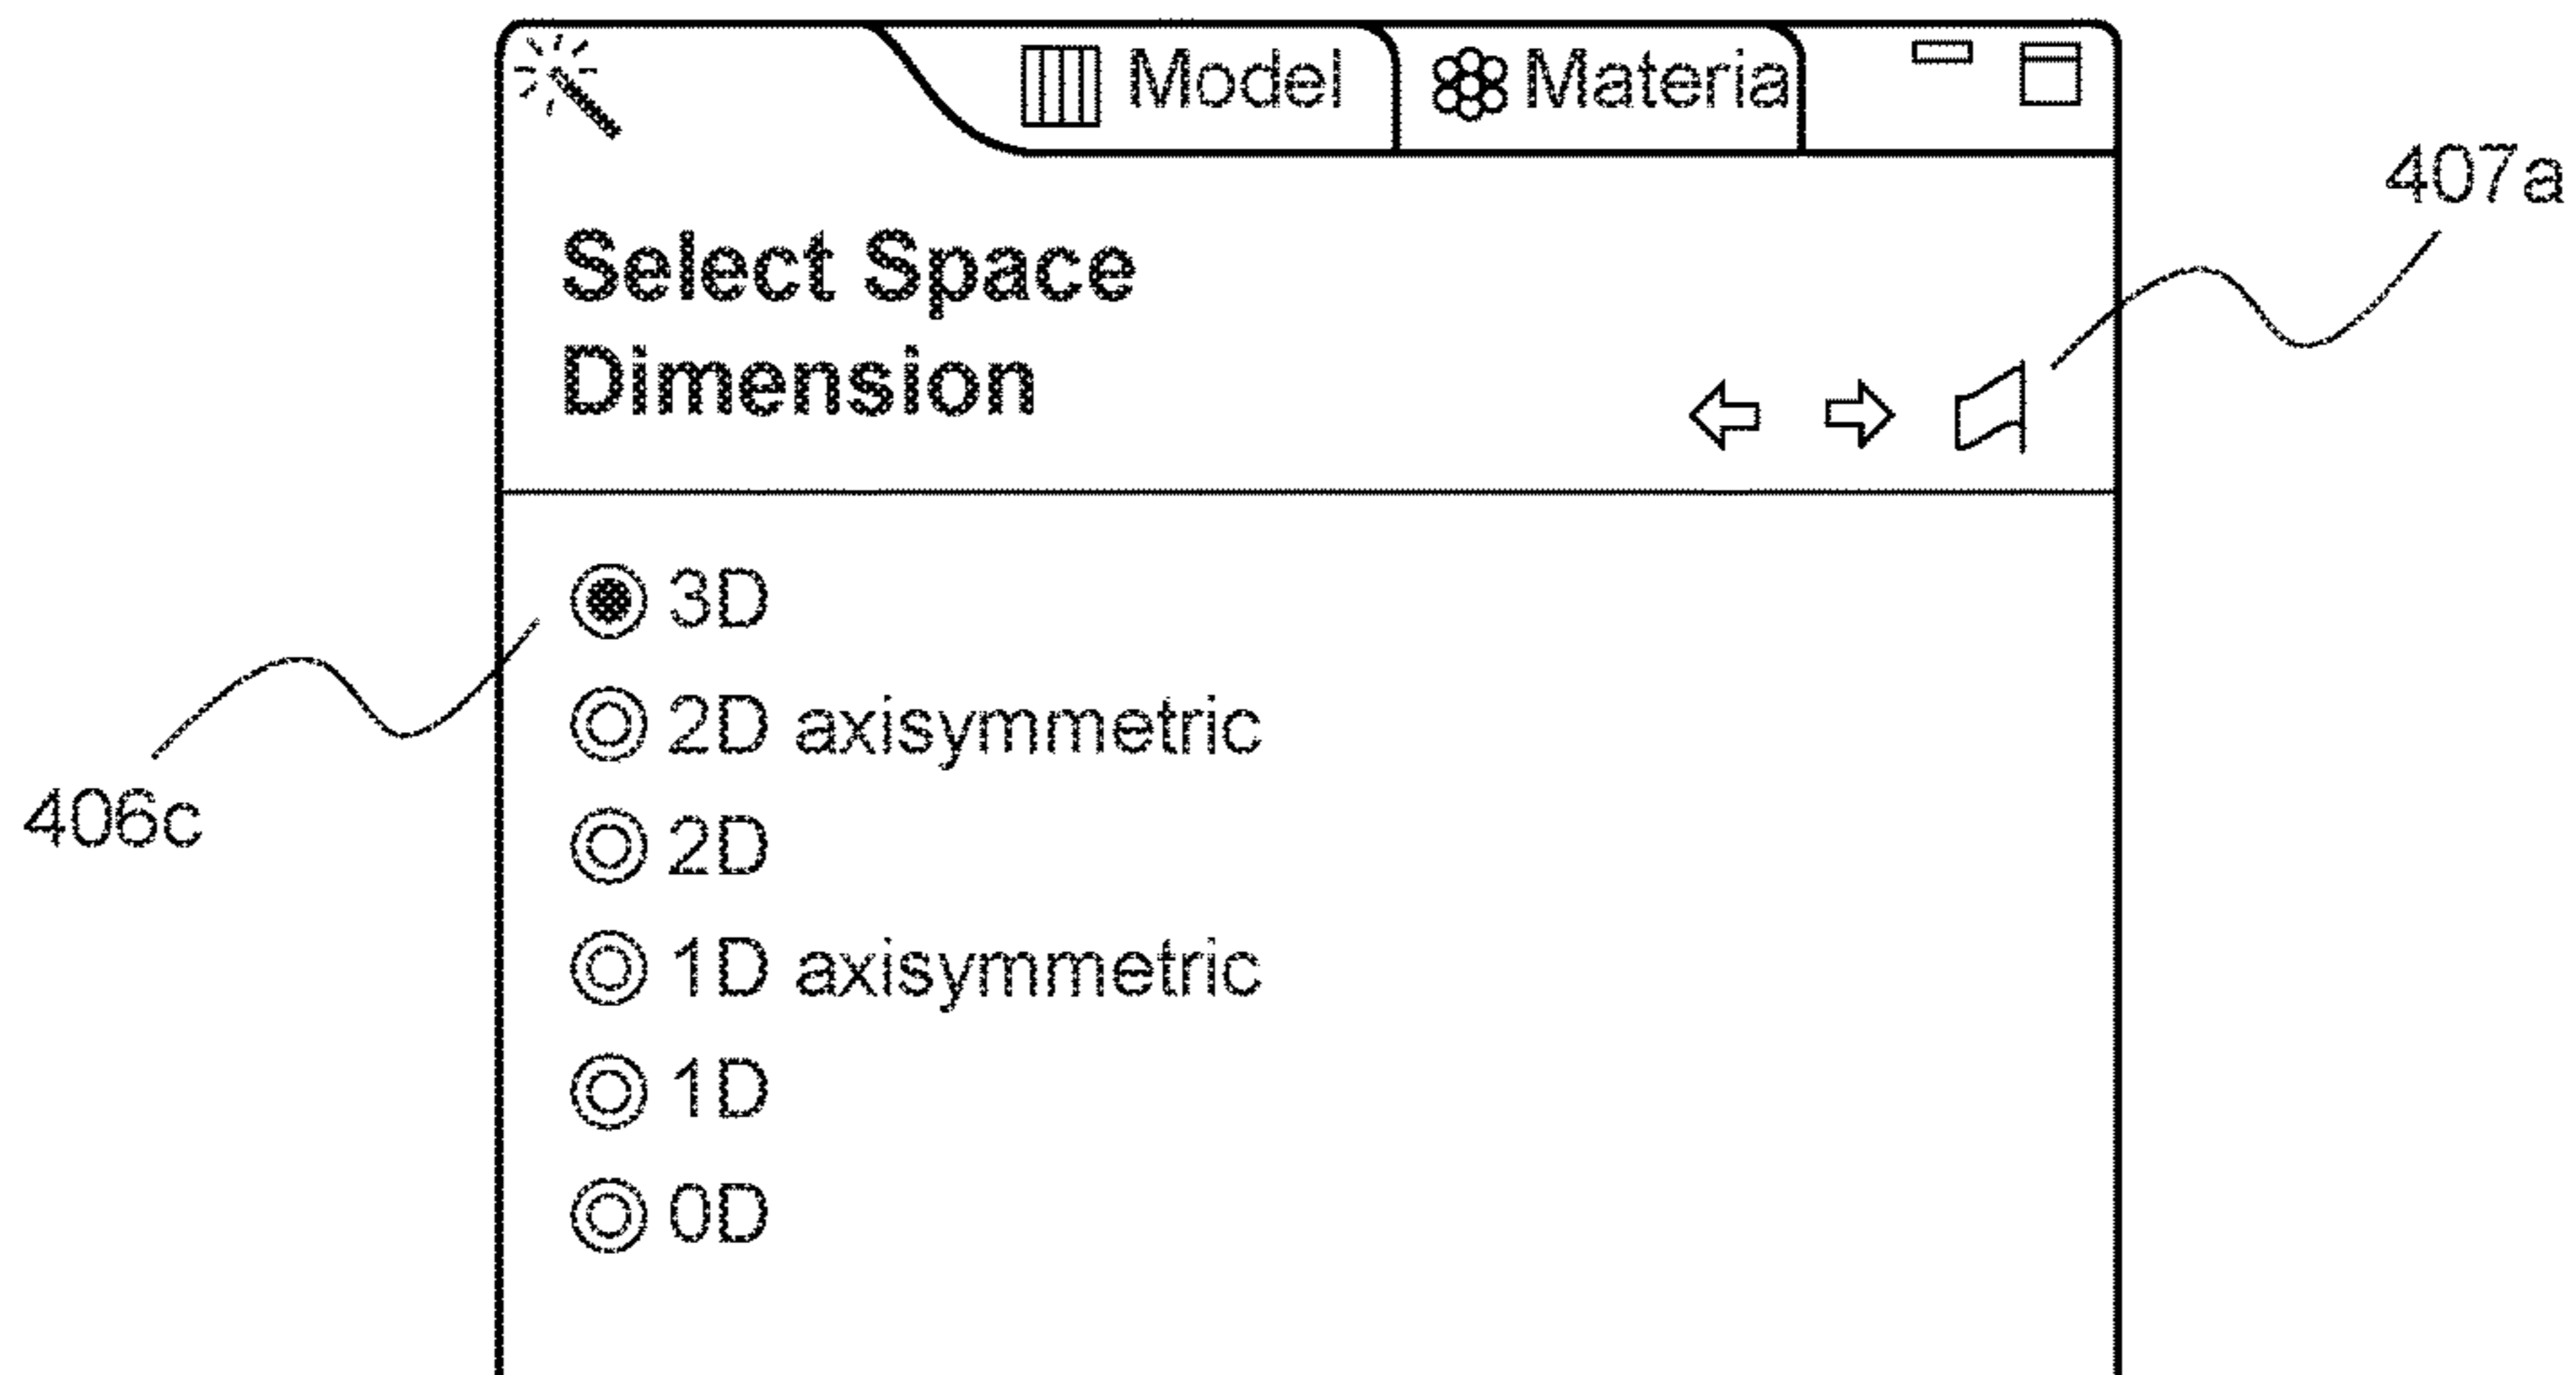 Model
Materia
407a
Select Space
Dimension
3D
2D axisymmetric
406c
2D
1D axisymmetric
1D
0D